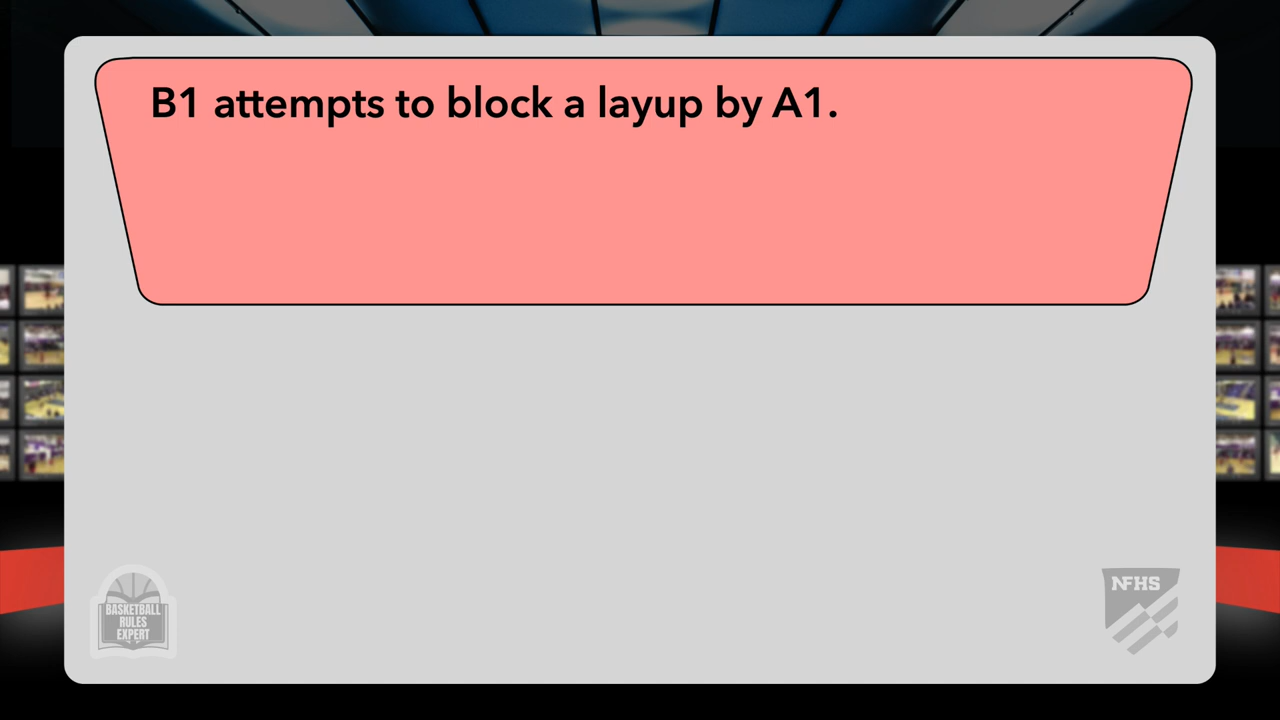 B1 attempts to block a layup by A1.
BASKETBALL
RULES
EXPERT
NFHS